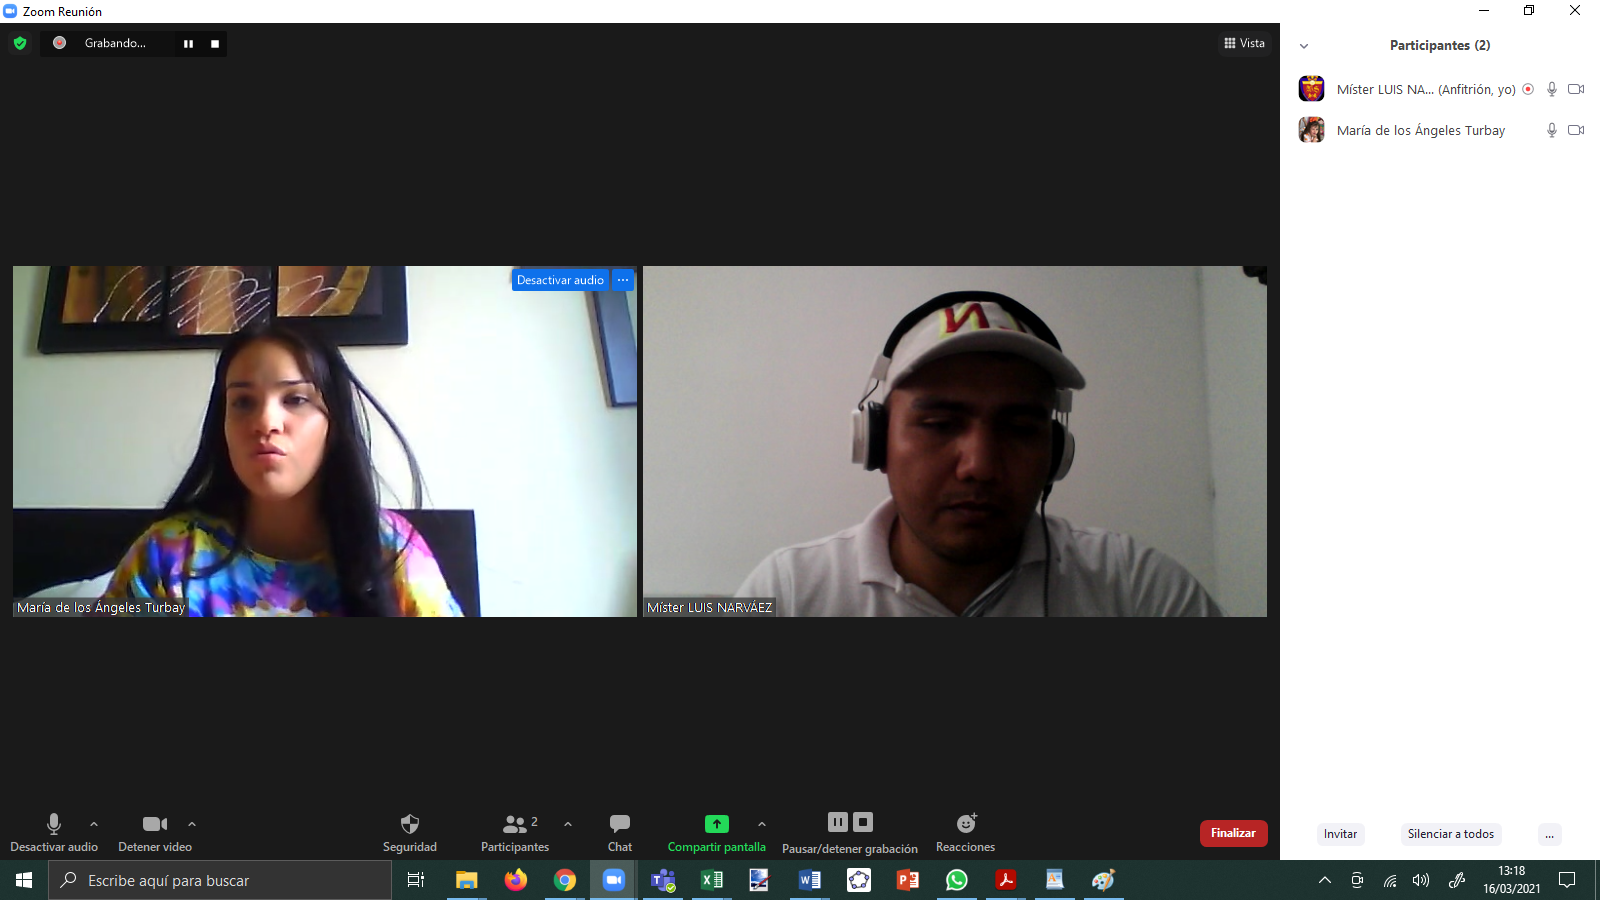 Zoom Reunión
Grabando...
Vista
Participantes (2)
Míster LUIS NA... (Anfitrión, yo)
María de los Ángeles Turbay
Desactivar audio ...
María de los Ángeles Turbay
Míster LUIS NARVÁEZ
Desactivar audio
Detener video
Seguridad
2
Participantes
Chat
Compartir pantalla
Pausar/detener grabación
Reacciones
Finalizar
Invitar
Silenciar a todos
...
Escribe aquí para buscar
13:18
16/03/2021